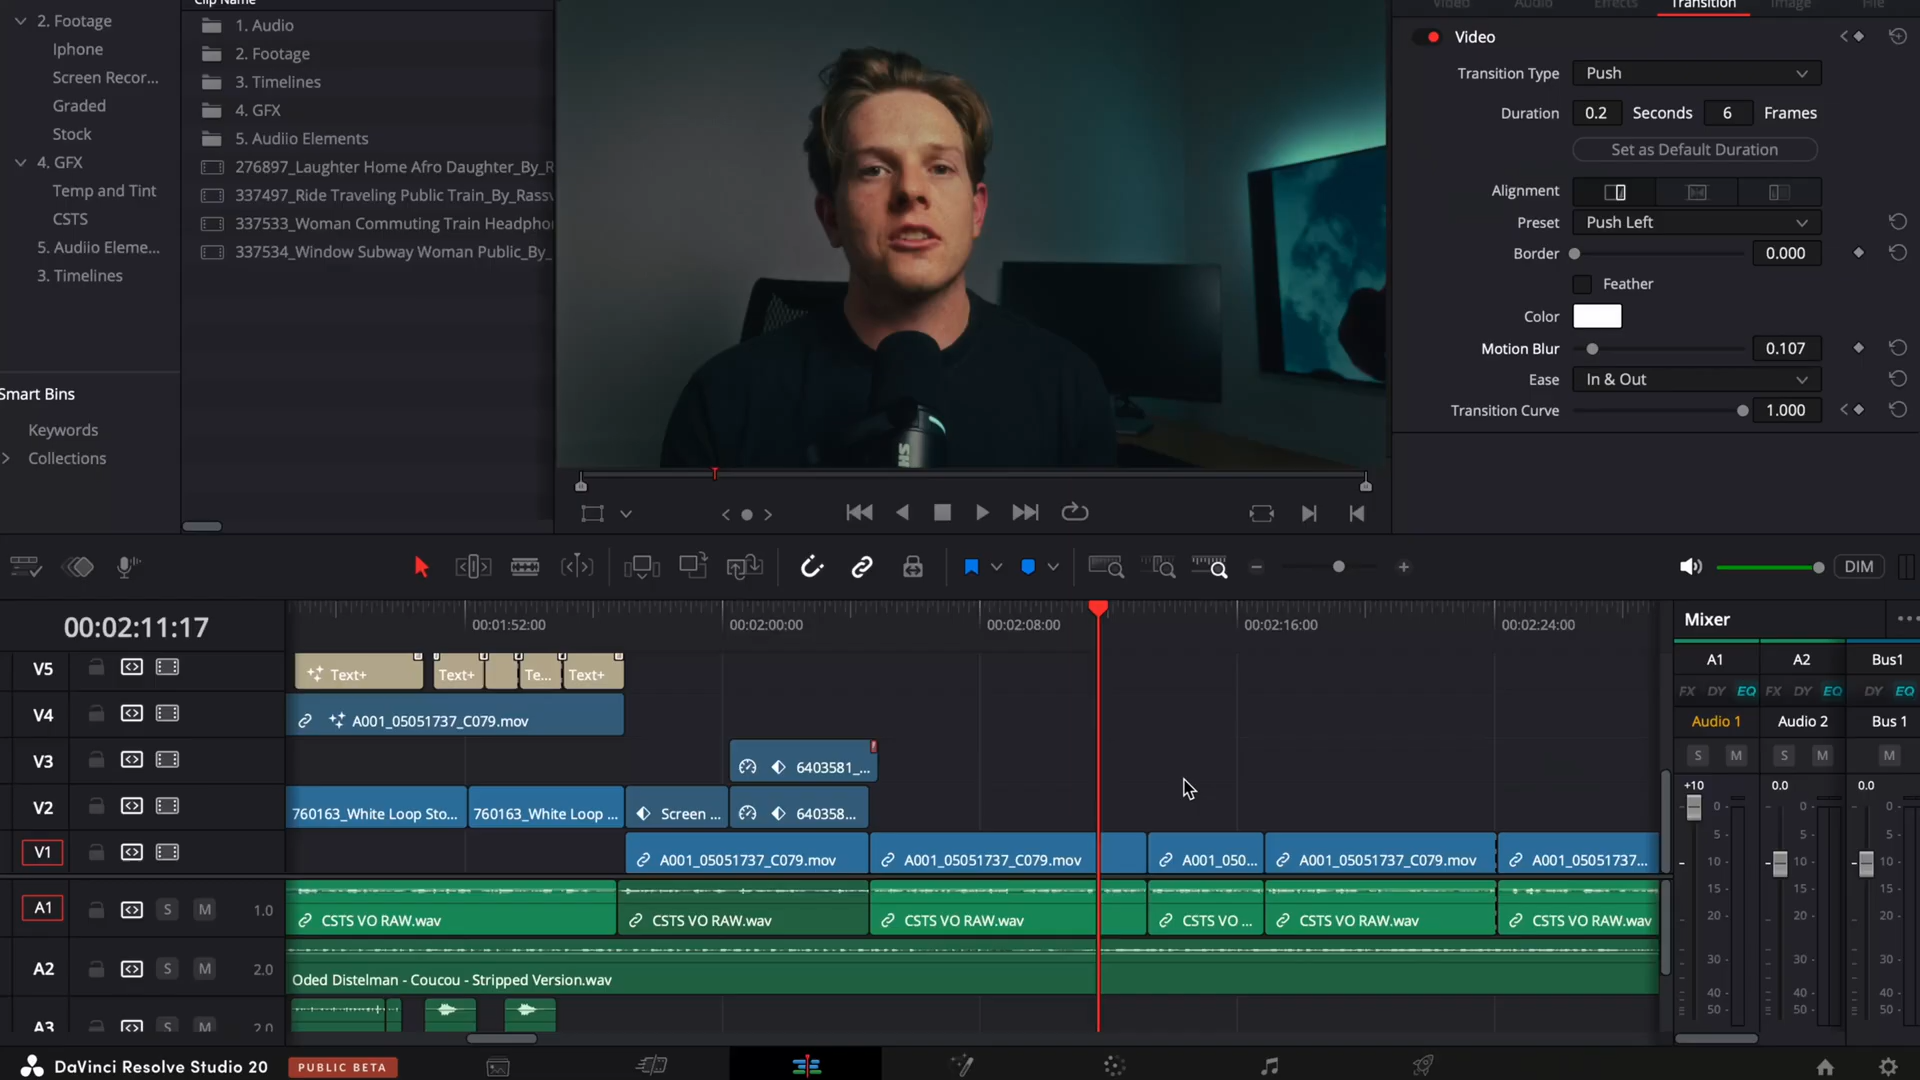 2. Footage
Iphone
Screen Recor...
Graded
Stock
4. GFX
Temp and Tint
CSTS
5. Audiio Eleme...
3. Timelines
Smart Bins
Keywords
Collections
Clip Name
1. Audio
2. Footage
3. Timelines
4. GFX
5. Audiio Elements
276897_Laughter Home Afro Daughter_By_R
337497_Ride Traveling Public Train_By_Rassv
337533_Woman Commuting Train Headpho
337534_Window Subway Woman Public_By_
Video Audio Effects Transition Image File
Video
Transition Type Push
Duration 0.2 Seconds 6 Frames
Set as Default Duration
Alignment
Preset Push Left
Border 0.000
Feather
Color
Motion Blur 0.107
Ease In & Out
Transition Curve 1.000
DIM
00:02:11:17
00:01:52:00 00:02:00:00 00:02:08:00 00:02:16:00 00:02:24:00
V5 Text+ Text+ Te... Text+
V4 A001_05051737_C079.mov
V3 6403581_...
V2 760163_White Loop Sto... 760163_White Loop ... Screen ... 640358...
V1 A001_05051737_C079.mov A001_05051737_C079.mov A001_050... A001_05051737_C079.mov A001_05051737...
A1 S M 1.0 CSTS VO RAW.wav CSTS VO RAW.wav CSTS VO RAW.wav CSTS VO ... CSTS VO RAW.wav CSTS VO RAW.wav
A2 S M 2.0 Oded Distelman - Coucou - Stripped Version.wav
A3 S M 2.0
Mixer
A1 A2 Bus1
FX DY EQ FX DY EQ DY EQ
Audio 1 Audio 2 Bus 1
S M S M M
+10 0.0 0.0
0 0 0
5 5 5
10 10 10
15 15 15
20 20 20
30 30 30
40 40 40
50 50 50
DaVinci Resolve Studio 20 PUBLIC BETA